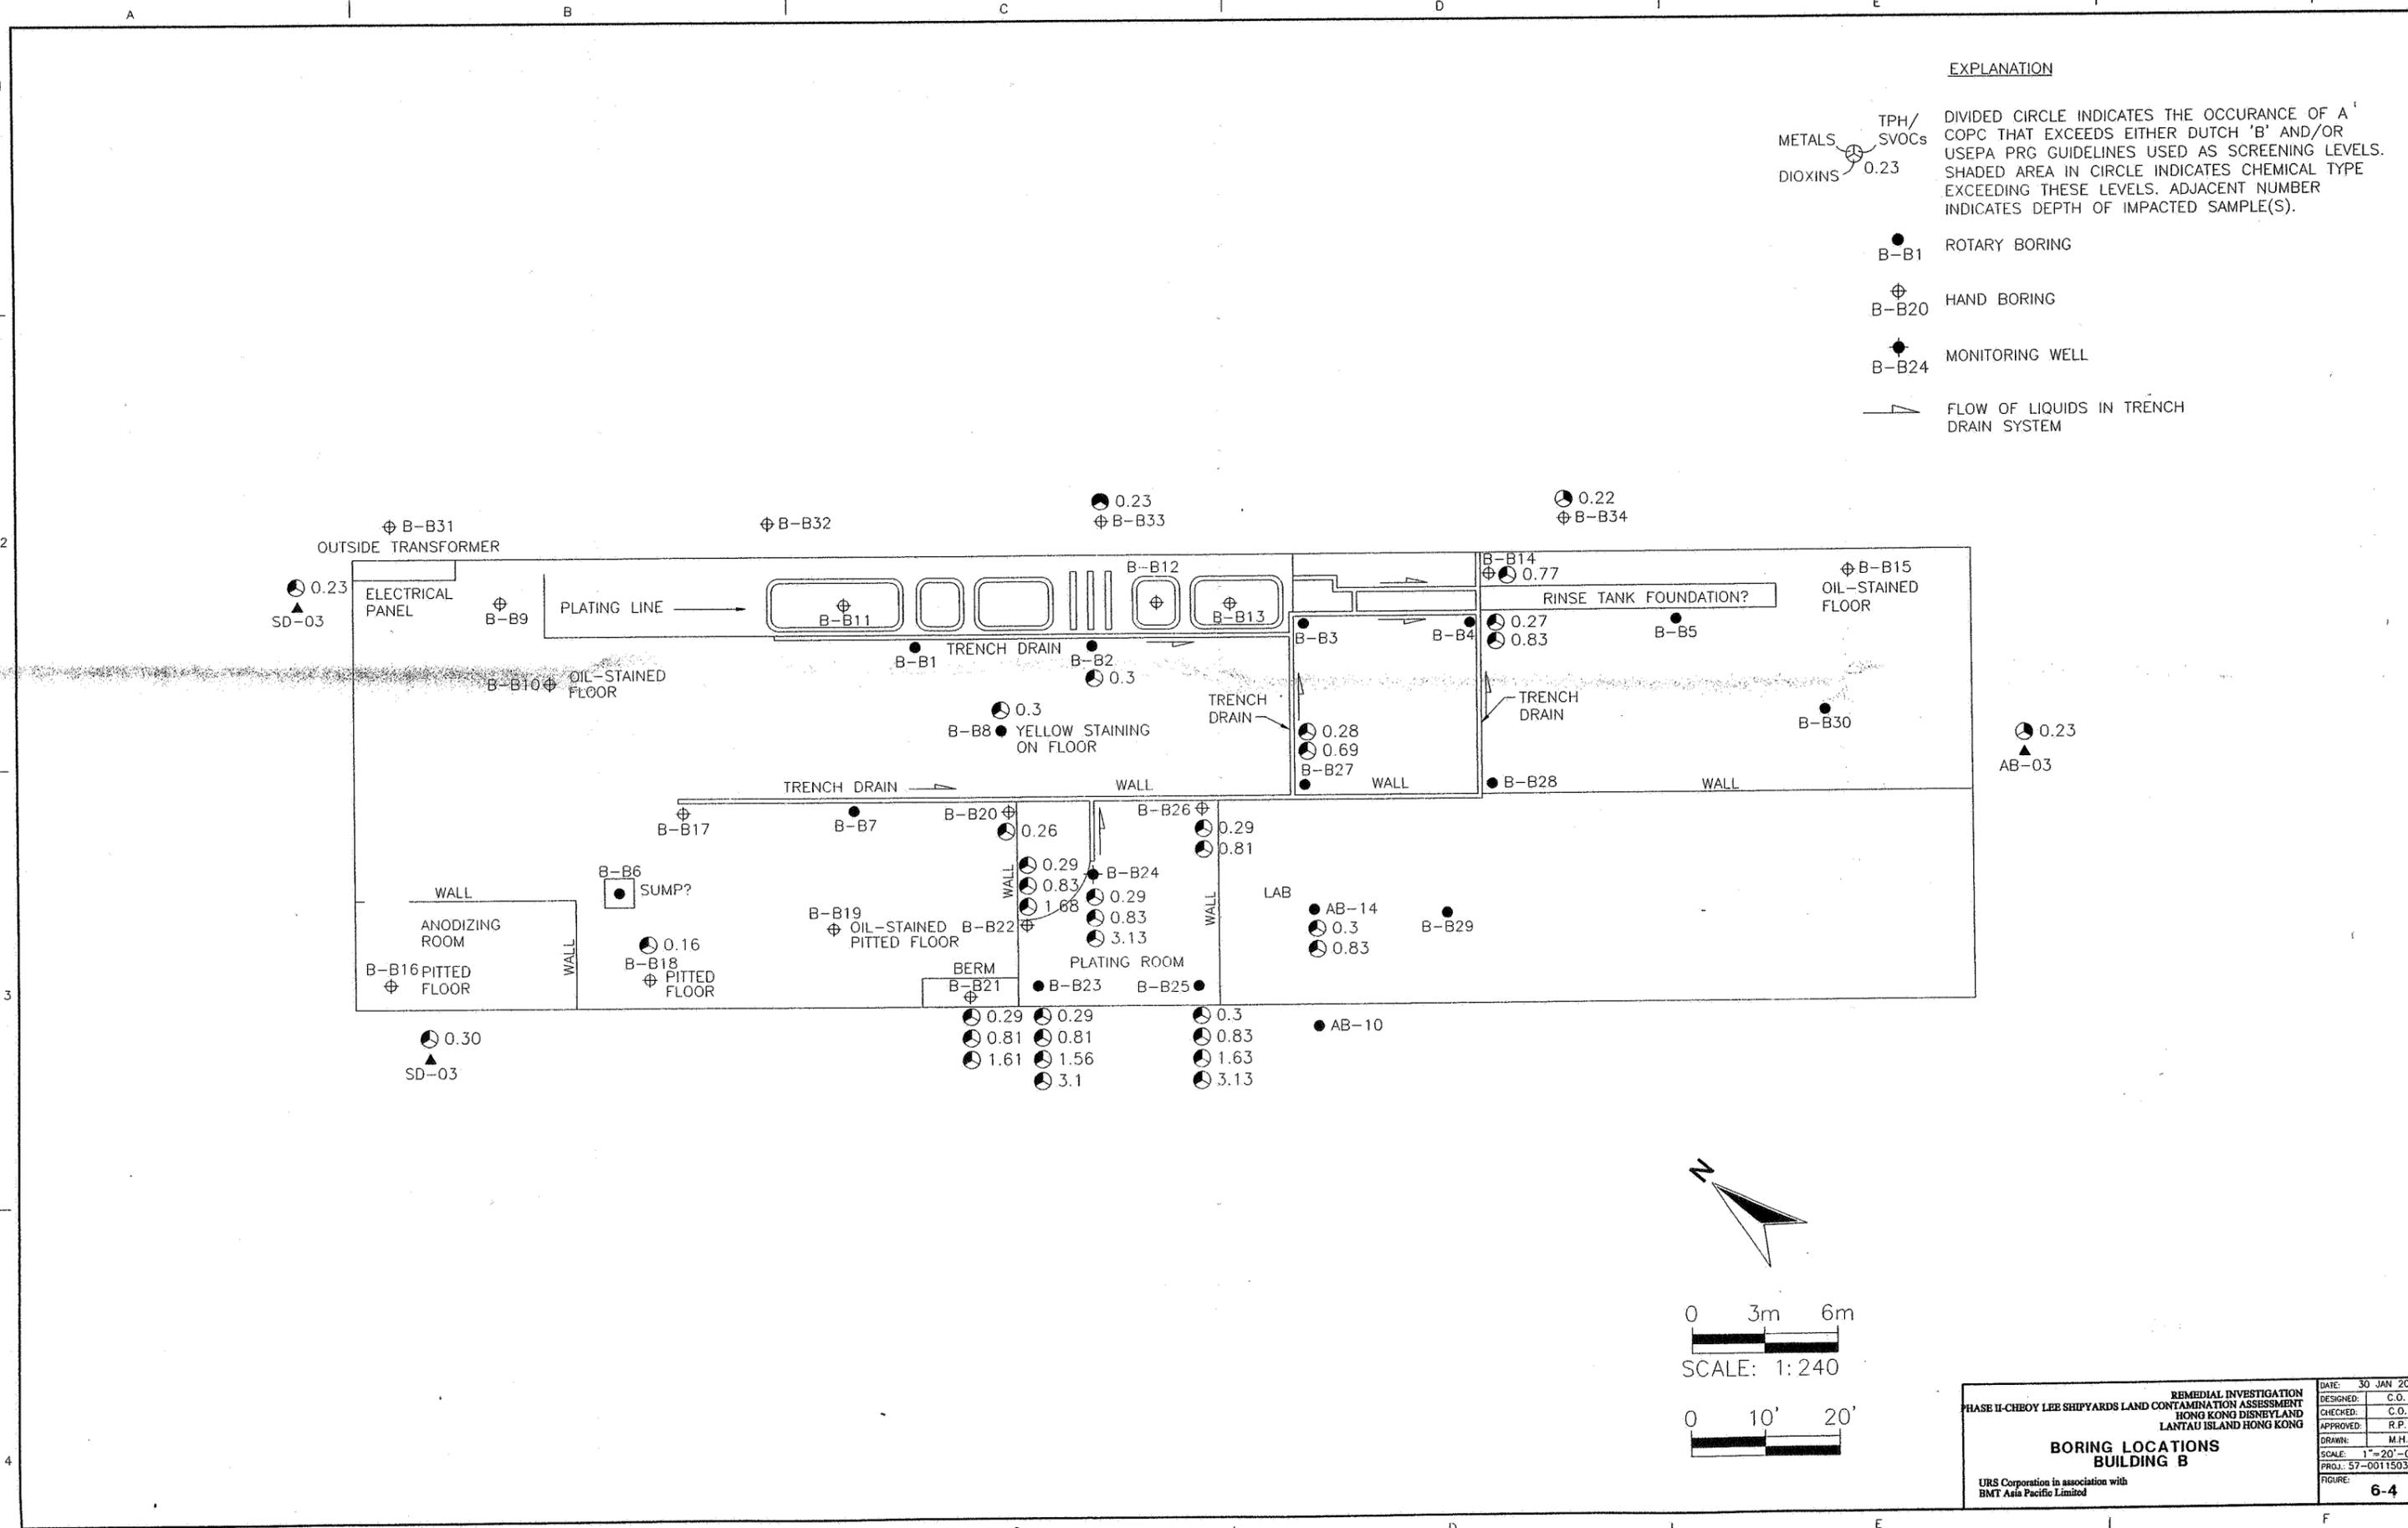 A B C D E
EXPLANATION
METALS
TPH/
SVOCs
DIOXINS
0.23
DIVIDED CIRCLE INDICATES THE OCCURANCE OF A
COPC THAT EXCEEDS EITHER DUTCH 'B' AND/OR
USEPA PRG GUIDELINES USED AS SCREENING LEVELS.
SHADED AREA IN CIRCLE INDICATES CHEMICAL TYPE
EXCEEDING THESE LEVELS. ADJACENT NUMBER
INDICATES DEPTH OF IMPACTED SAMPLE(S).
B-B1
ROTARY BORING
B-B20
HAND BORING
B-B24
MONITORING WELL
FLOW OF LIQUIDS IN TRENCH
DRAIN SYSTEM
2
B-B31
OUTSIDE TRANSFORMER
B-B32
0.23
B-B33
0.22
B-B34
0.23
SD-03
ELECTRICAL
PANEL
B-B9
PLATING LINE
B-B11
B-B12
B-B13
B-B14
0.77
RINSE TANK FOUNDATION?
B-B15
OIL-STAINED
FLOOR
B-B1
TRENCH DRAIN
B-B2
0.3
B-B3
B-B4
0.27
0.83
B-B5
B-B10
OIL-STAINED
FLOOR
0.3
B-B8
YELLOW STAINING
ON FLOOR
TRENCH
DRAIN
TRENCH
DRAIN
0.28
0.69
B-B27
B-B30
0.23
AB-03
TRENCH DRAIN
WALL
WALL
B-B28
WALL
B-B17
B-B7
B-B20
0.26
B-B26
0.29
0.81
WALL
0.29
0.83
1.68
B-B24
0.29
0.83
3.13
WALL
B-B6
SUMP?
WALL
ANODIZING
ROOM
B-B16
PITTED
FLOOR
WALL
0.16
B-B18
PITTED
FLOOR
B-B19
OIL-STAINED
PITTED FLOOR
B-B22
LAB
AB-14
0.3
0.83
B-B29
BERM
B-B21
PLATING ROOM
B-B23
B-B25
3
0.29
0.81
1.61
0.29
0.81
1.56
3.1
0.3
0.83
1.63
3.13
AB-10
0.30
SD-03
N
0 3m 6m
SCALE: 1:240
0 10' 20'
4
REMEDIAL INVESTIGATION
PHASE II-CHEOY LEE SHIPYARDS LAND CONTAMINATION ASSESSMENT
HONG KONG DISNEYLAND
LANTAU ISLAND HONG KONG
BORING LOCATIONS
BUILDING B
URS Corporation in association with
BMT Asia Pacific Limited
DATE: 30 JAN 20
DESIGNED: C.O.
CHECKED: C.O.
APPROVED: R.P.
DRAWN: M.H.
SCALE: 1"=20'-
PROJ.: 57-0011503
FIGURE:
6-4
D E F